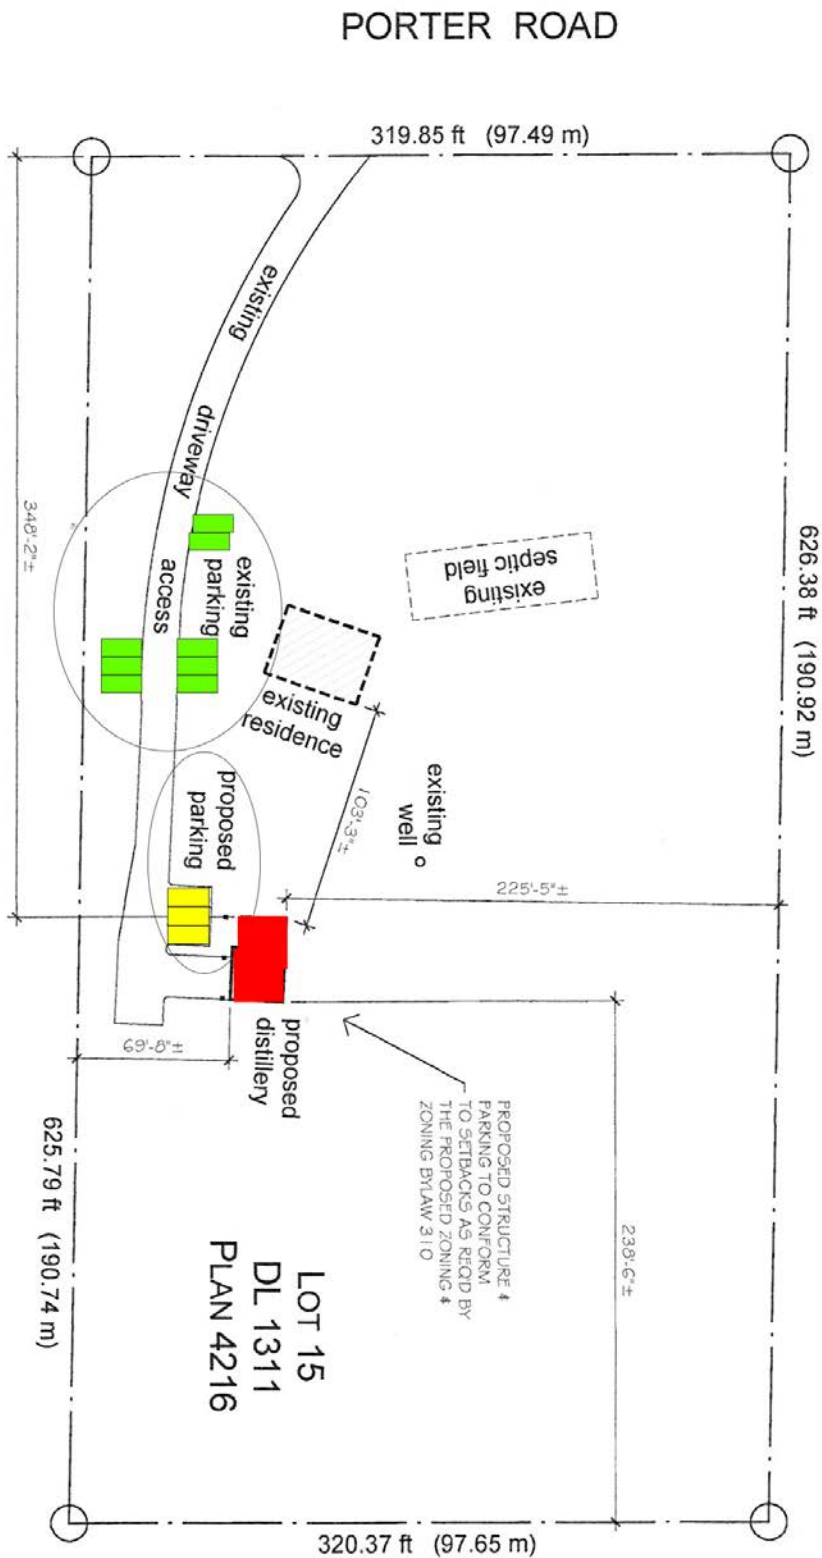 PORTER ROAD
319.85 ft (97.49 m)
existing
driveway
access
348'-2"±
existing
parking
existing
septic field
626.38 ft (190.92 m)
existing
residence
existing
well
103'-3"±
proposed
parking
225'-5"±
proposed
distillery
69'-8"±
PROPOSED STRUCTURE &
PARKING TO CONFORM
TO SETBACKS AS REQ'D BY
THE PROPOSED ZONING &
ZONING BYLAW 310
238'-6"±
625.79 ft (190.74 m)
LOT 15
DL 1311
PLAN 4216
320.37 ft (97.65 m)